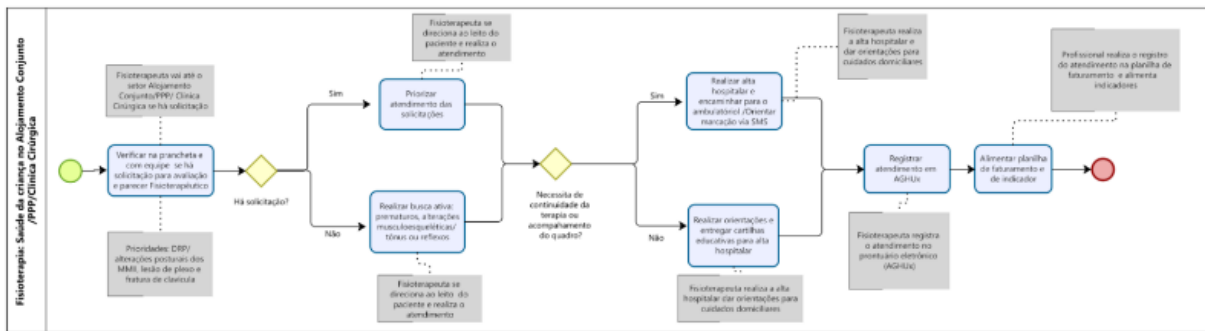 Fisioterapia: Saúde da criança no Alojamento Conjunto
/PPP/Clínica Cirúrgica
Fisioterapeuta vai até o
setor Alojamento
Conjunto/PPP/ Clínica
Cirúrgica se há solicitação
Verificar na prancheta e
com equipe se há
solicitação para avaliação
e parecer Fisioterapêutico
Prioridades: DRP/
alterações posturais dos
MMII, lesão de plexo e
fratura de clavícula
Há solicitação?
Sim
Não
Fisioterapeuta se
direciona ao leito do
paciente e realiza o
atendimento
Priorizar
atendimento das
solicitações
Realizar busca ativa:
prematuros, alterações
musculoesqueléticas/
tônus ou reflexos
Fisioterapeuta se
direciona ao leito do
paciente e realiza o
atendimento
Necessita de
continuidade da
terapia ou
acompanhamento
do quadro?
Sim
Não
Fisioterapeuta realiza
a alta hospitalar e
dar orientações para
cuidados domiciliares
Realizar alta
hospitalar e
encaminhar para o
ambulatório/ /Orientar
marcação via SMS
Realizar orientações e
entregar cartilhas
educativas para alta
hospitalar
Fisioterapeuta realiza a alta
hospitalar dar orientações para
cuidados domiciliares
Registrar
atendimento em
AGHUx
Fisioterapeuta registra
o atendimento no
prontuário eletrônico
(AGHUx)
Profissional realiza o registro
do atendimento na planilha de
faturamento e alimenta
indicadores
Alimentar planilha
de faturamento e
de indicador